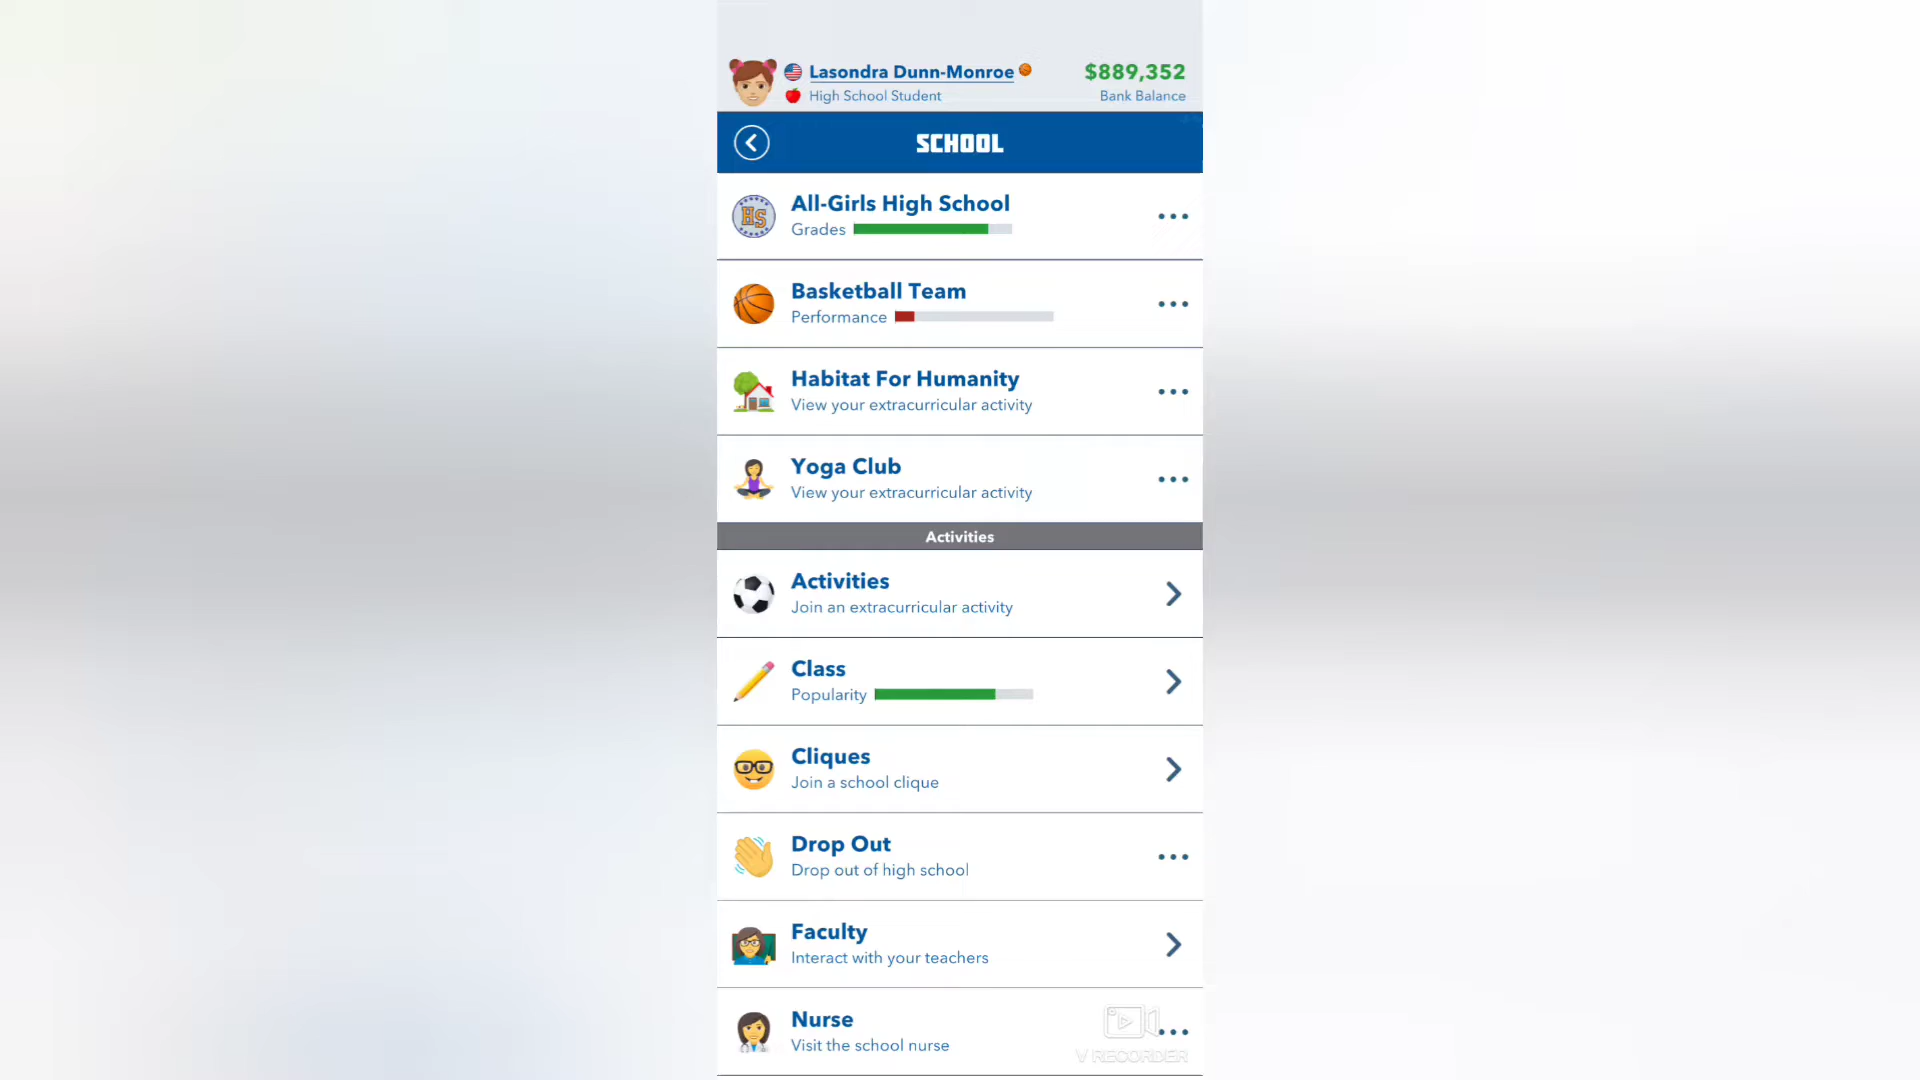 Lasondra Dunn-Monroe
$889,352
High School Student
Bank Balance
SCHOOL
HS
All-Girls High School
Grades
Basketball Team
Performance
Habitat For Humanity
View your extracurricular activity
Yoga Club
View your extracurricular activity
Activities
Activities
Join an extracurricular activity
Class
Popularity
Cliques
Join a school clique
Drop Out
Drop out of high school
Faculty
Interact with your teachers
Nurse
Visit the school nurse
V RECORDER